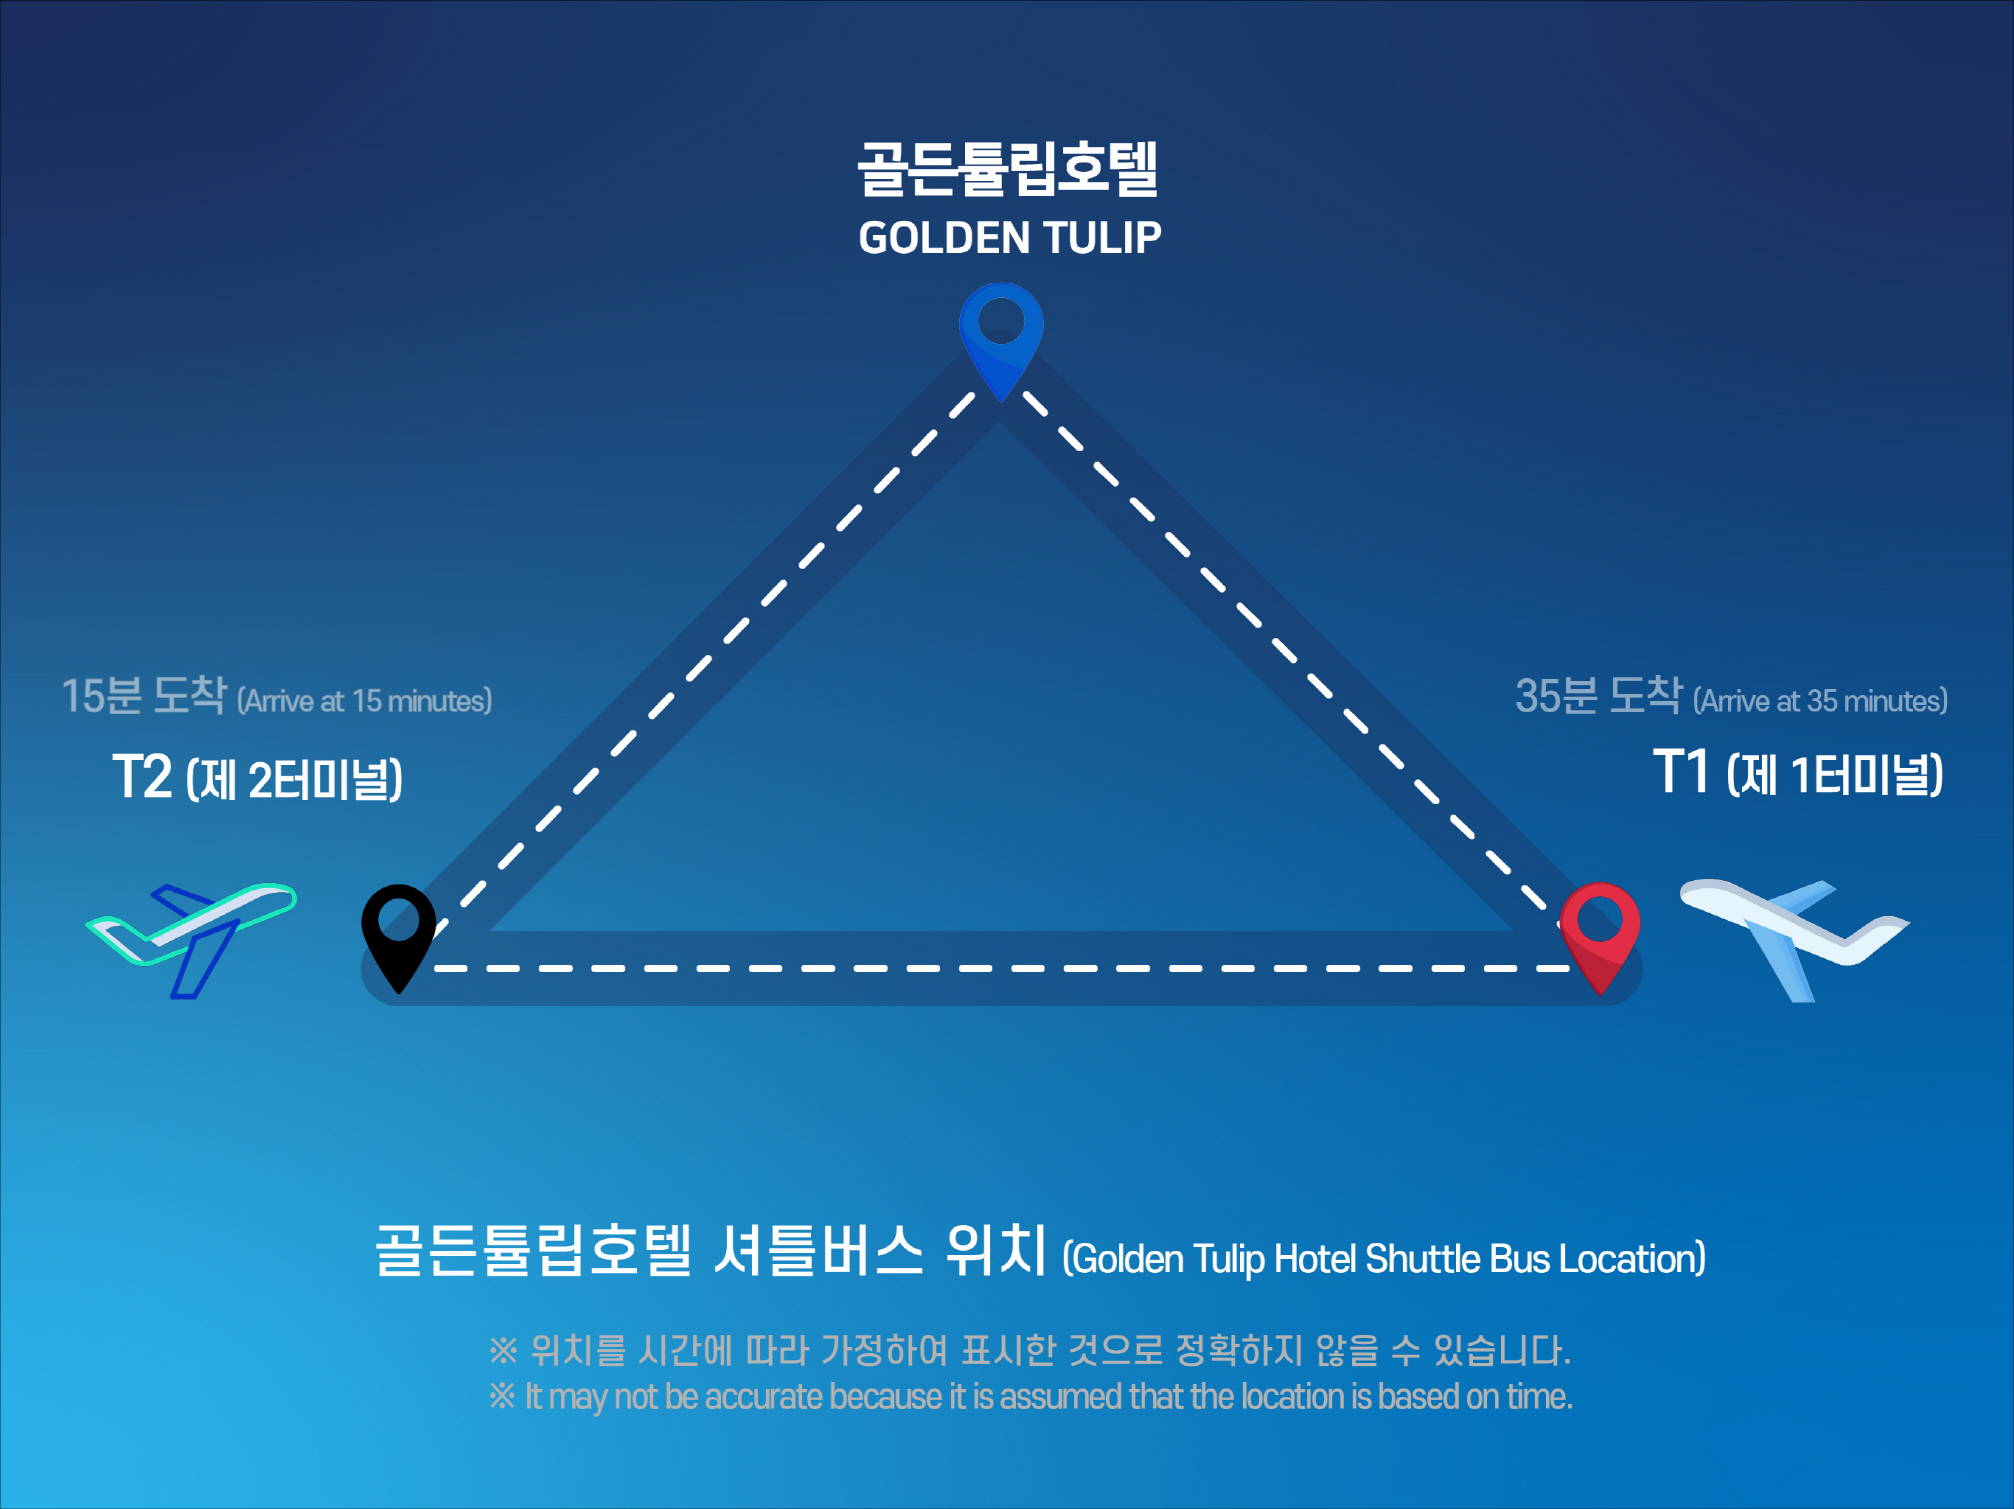 골든튤립호텔
GOLDEN TULIP
15분 도착 (Arrive at 15 minutes)
T2 (제 2터미널)
35분 도착 (Arrive at 35 minutes)
T1 (제 1터미널)
골든튤립호텔 셔틀버스 위치 (Golden Tulip Hotel Shuttle Bus Location)
※ 위치를 시간에 따라 가정하여 표시한 것으로 정확하지 않을 수 있습니다.
※ It may not be accurate because it is assumed that the location is based on time.